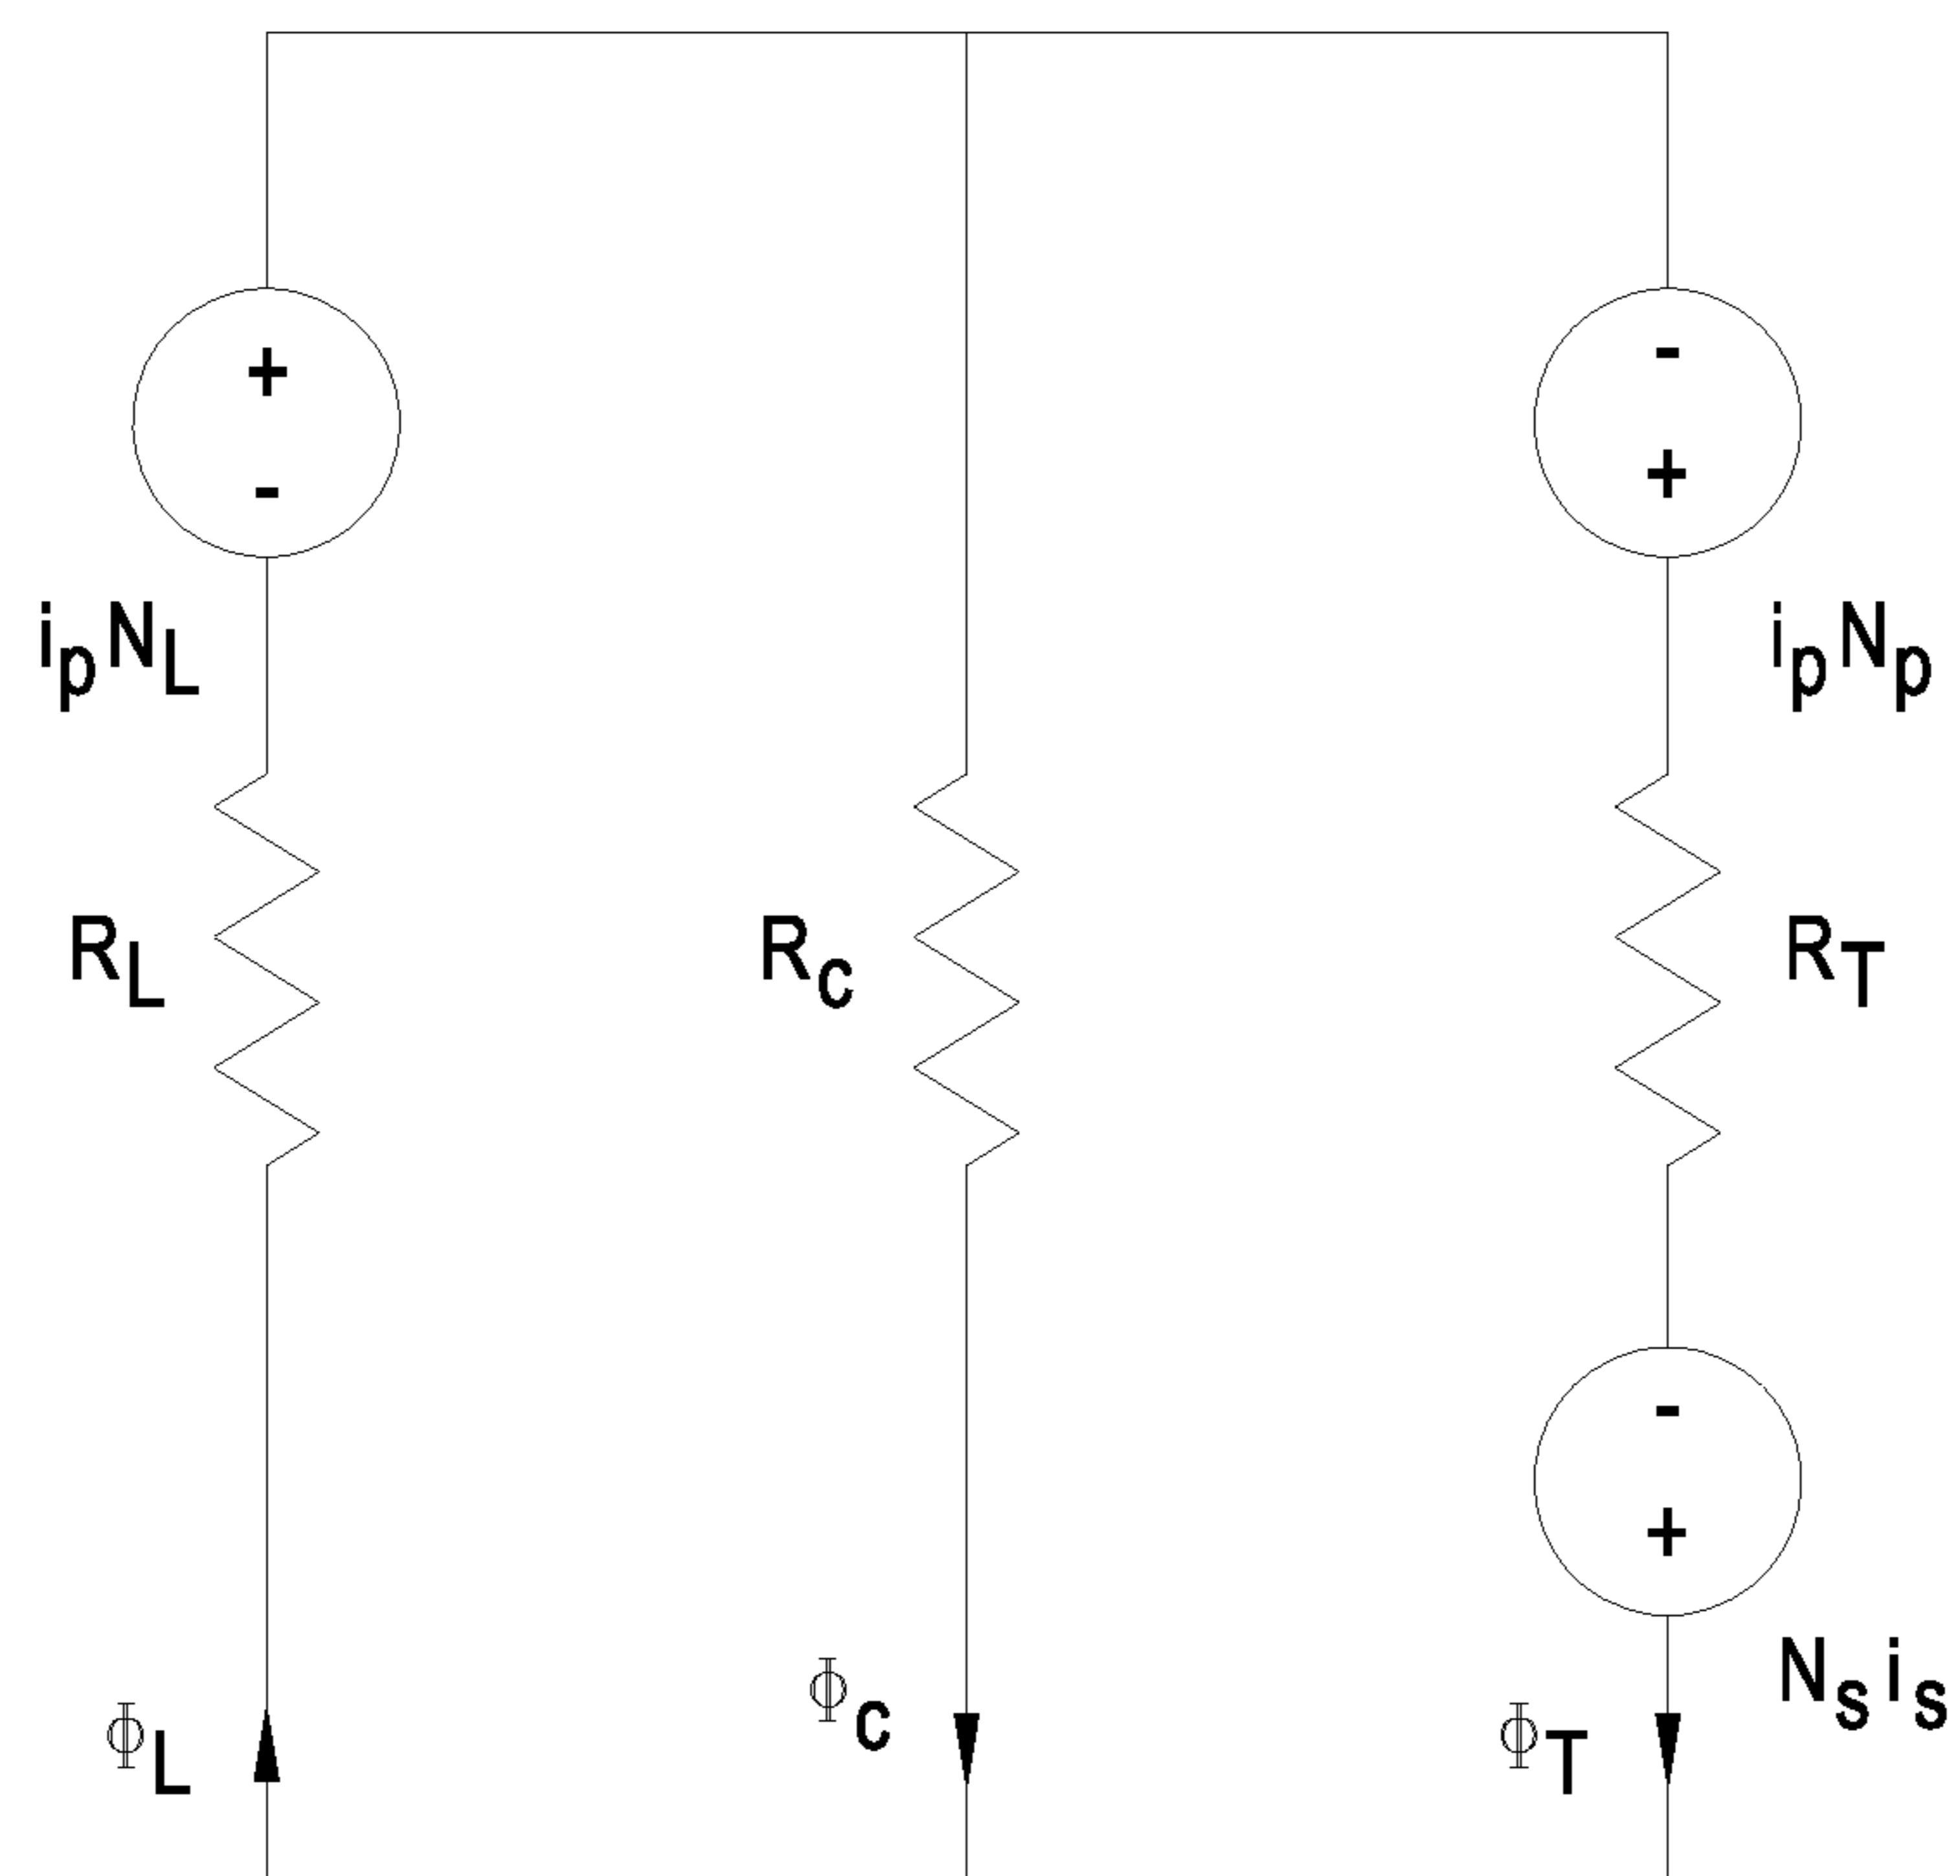 + -
- +
i_p N_L
i_p N_p
R_L
R_c
R_T
- +
N_s i_s
Φ_L
Φ_c
Φ_T